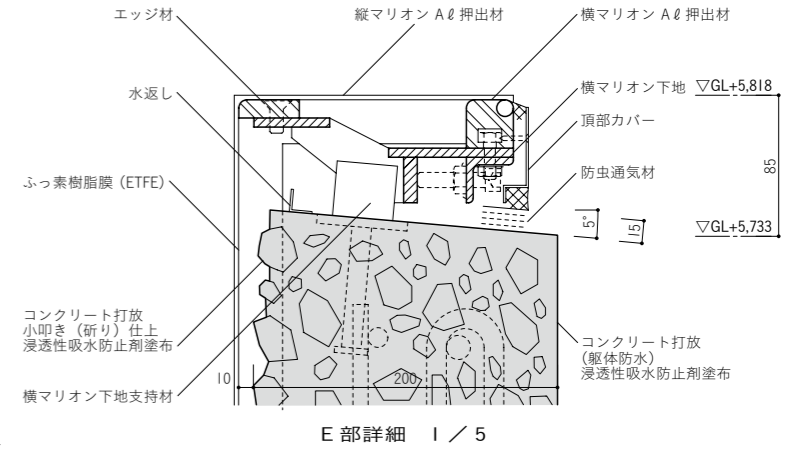 エッジ材
縦マリオン Aℓ 押出材
横マリオン Aℓ 押出材
水返し
横マリオン下地
▽GL+5,818
頂部カバー
ふっ素樹脂膜 (ETFE)
防虫通気材
85
5°
15
▽GL+5,733
コンクリート打放
小叩き（斫り）仕上
浸透性吸水防止剤塗布
コンクリート打放
(躯体防水)
浸透性吸水防止剤塗布
10
200
横マリオン下地支持材
E 部詳細　1／5